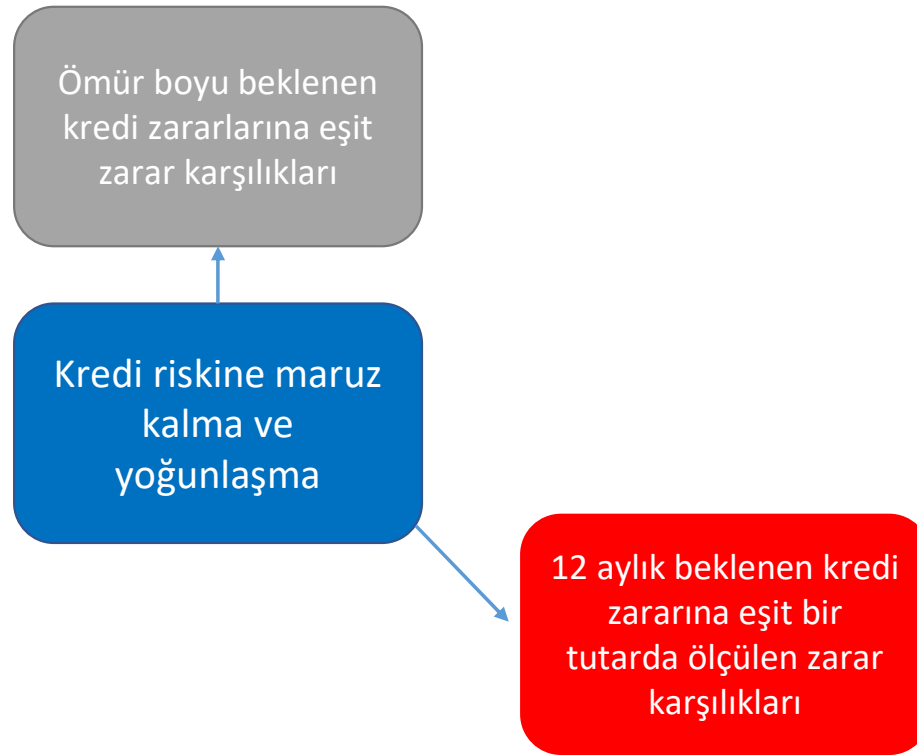 Ömür boyu beklenen
kredi zararlarına eşit
zarar karşılıkları
Kredi riskine maruz
kalma ve
yoğunlaşma
12 aylık beklenen kredi
zararına eşit bir
tutarda ölçülen zarar
karşılıkları